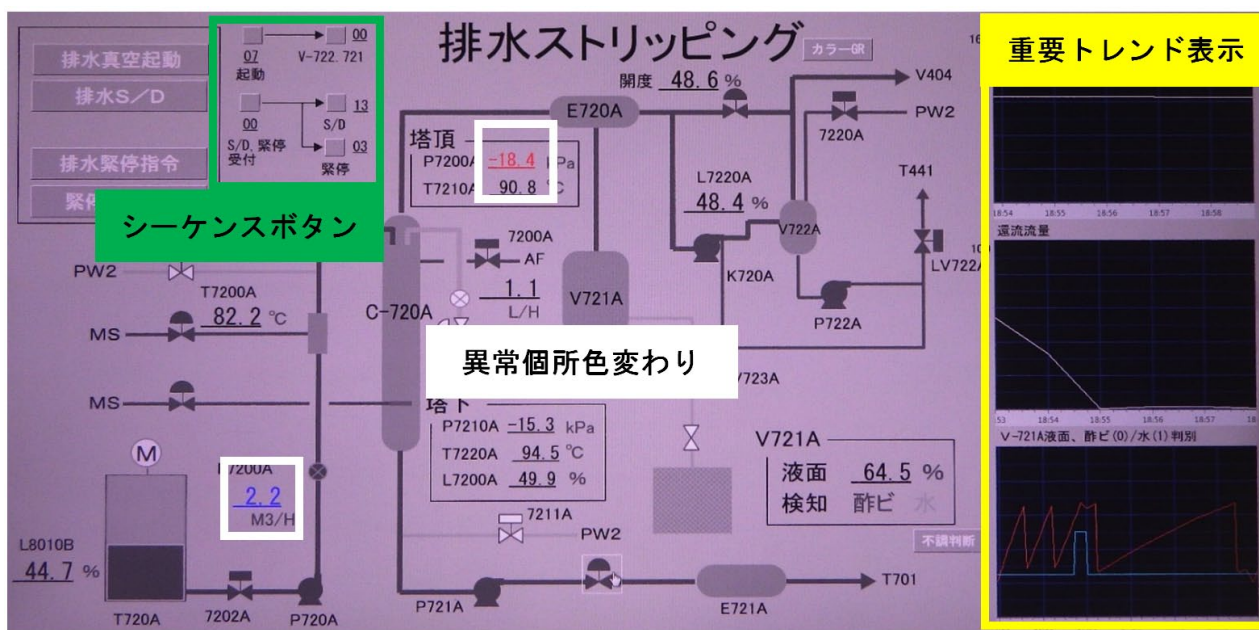 排水ストリッピング
カラーGR
排水真空起動
排水S/D
排水緊停指令
緊停
07
起動
00
V-722. 721
00
S/D. 緊停
受付
13
S/D
03
緊停
シーケンスボタン
重要トレンド表示
異常個所色変わり
開度 48.6 %
V404
E720A
PW2
7220A
塔頂
P7200A -18.4 kPa
T7210A 90.8 ℃
L7220A
48.4 %
T441
V722A
7200A
AF
K720A
LV722A
PW2
T7200A
82.2 ℃
C-720A
1.1
L/H
V721A
P722A
MS
MS
V723A
塔下
P7210A -15.3 kPa
T7220A 94.5 ℃
L7200A 49.9 %
V721A
液面 64.5 %
検知 酢ビ 水
M
7200A
2.2
M3/H
7211A
PW2
不調判断
L8010B
44.7 %
T720A
7202A
P720A
P721A
E721A
T701
18:54 18:55 18:56 18:57 18:58
還流流量
18:54 18:55 18:56 18:57
V-721A液面、酢ビ(0)/水(1)判別